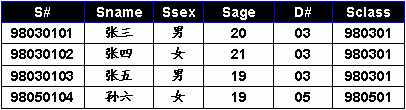 S# Sname Ssex Sage D# Sclass
98030101 张三 男 20 03 980301
98030102 张四 女 21 03 980301
98030103 张五 男 19 03 980301
98050104 孙六 女 19 05 980501